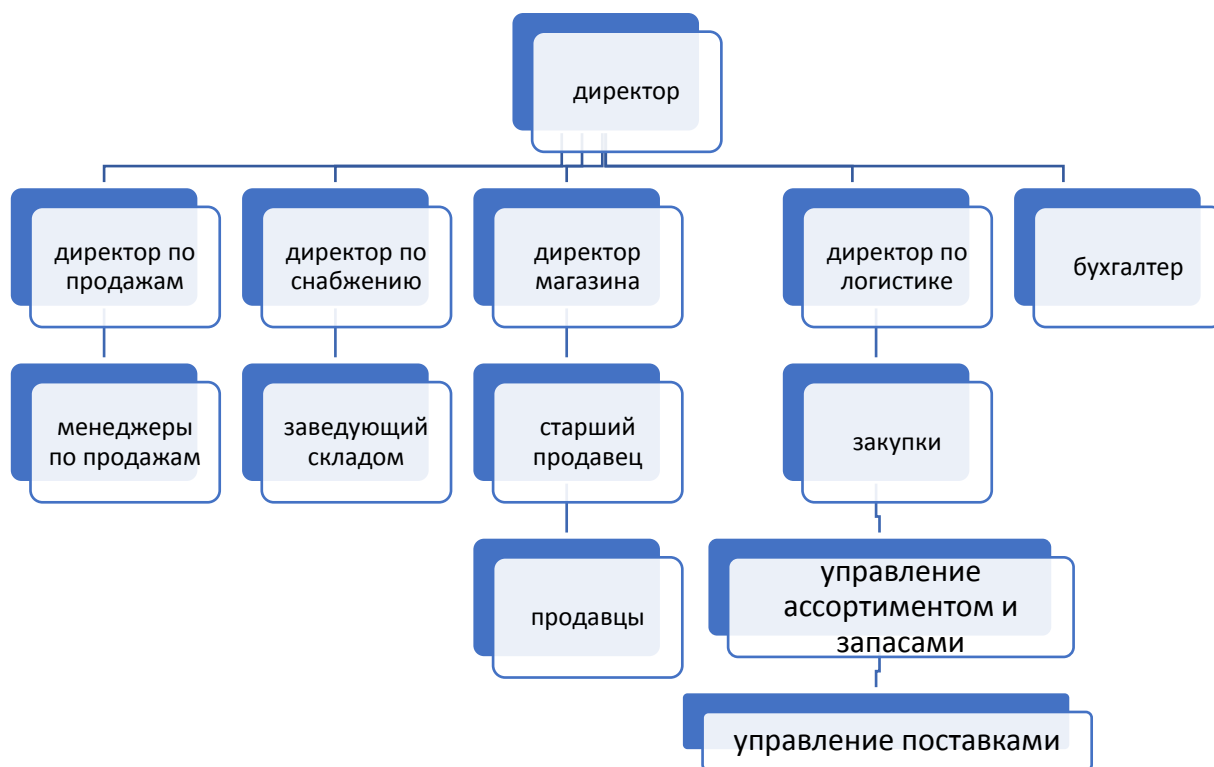 директор
директор по
продажам
директор по
снабжению
директор
магазина
директор по
логистике
бухгалтер
менеджеры
по продажам
заведующий
складом
старший
продавец
закупки
продавцы
управление
ассортиментом и
запасами
управление поставками